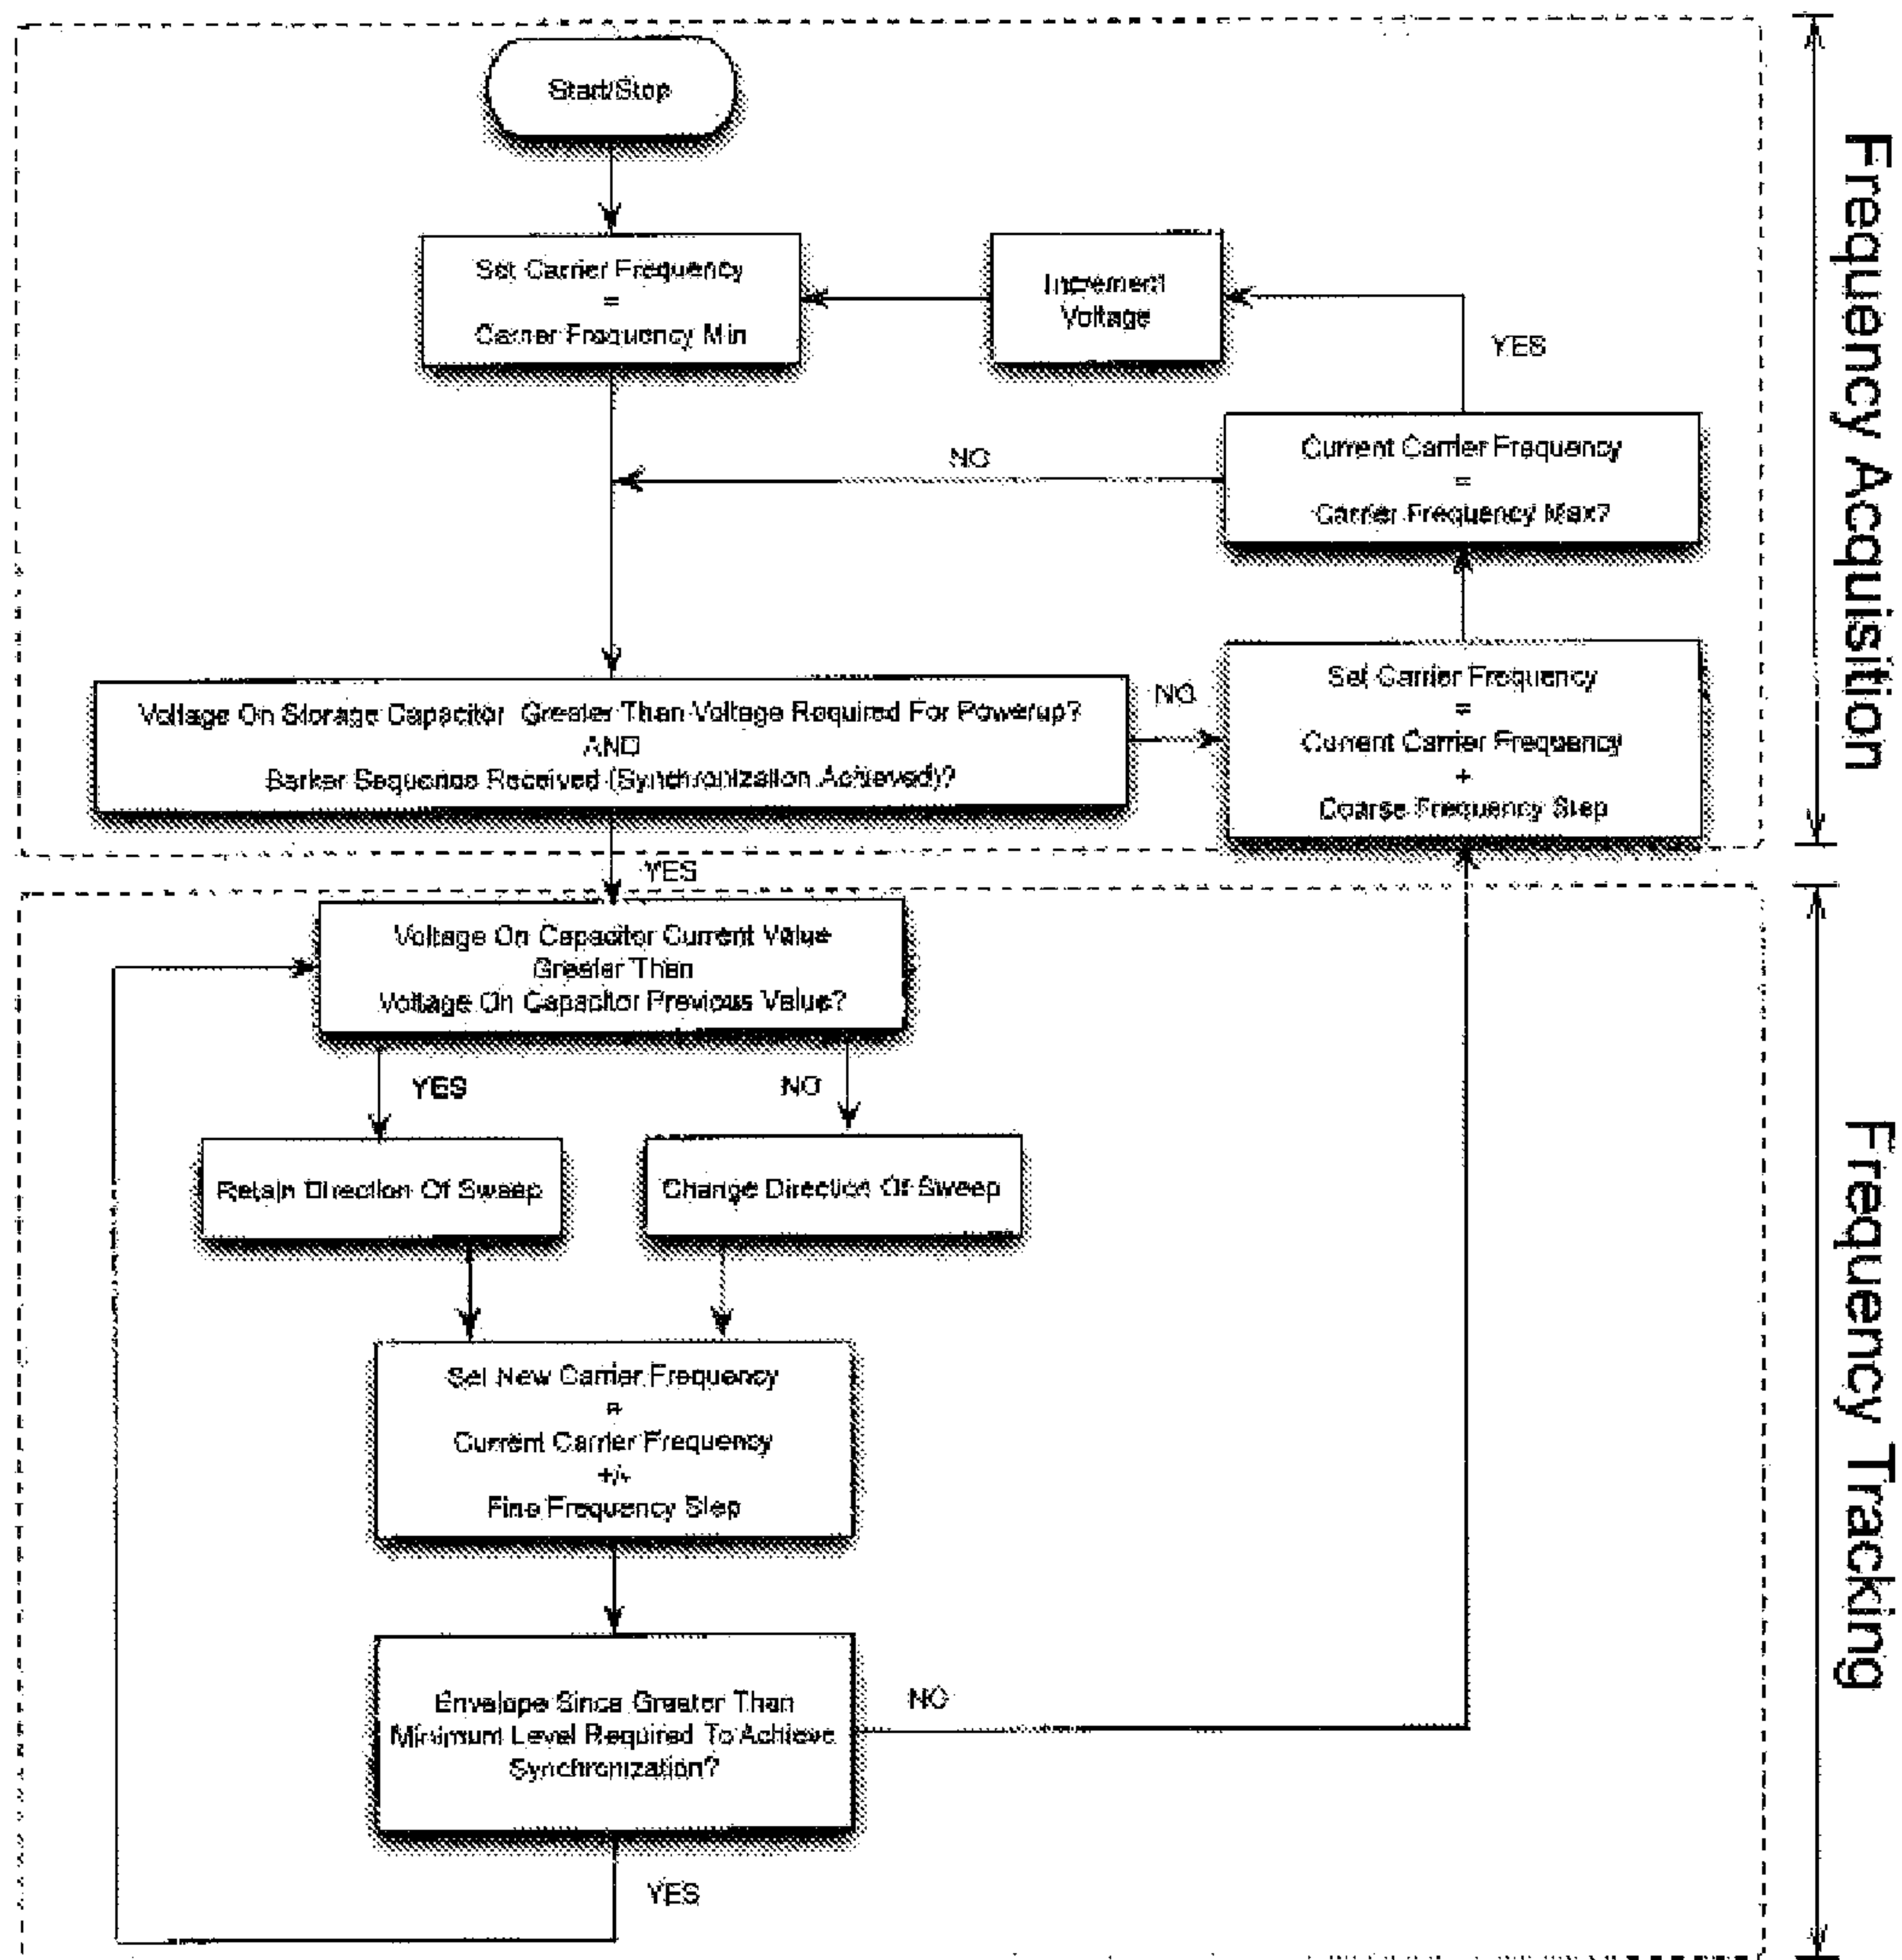 Start/Stop
Set Carrier Frequency
=
Carrier Frequency Min
Increment
Voltage
YES
Current Carrier Frequency
=
Carrier Frequency Max?
NO
Voltage On Storage Capacitor Greater Than Voltage Required For Powerup?
AND
Barker Sequence Received (Synchronization Achieved)?
NO
Set Carrier Frequency
=
Current Carrier Frequency
+
Coarse Frequency Step
Frequency Acquisition
YES
Voltage On Capacitor Current Value
Greater Than
Voltage On Capacitor Previous Value?
YES
NO
Retain Direction Of Sweep
Change Direction Of Sweep
Set New Carrier Frequency
=
Current Carrier Frequency
+/-
Fine Frequency Step
Envelope Since Greater Than
Minimum Level Required To Achieve
Synchronization?
NO
YES
Frequency Tracking